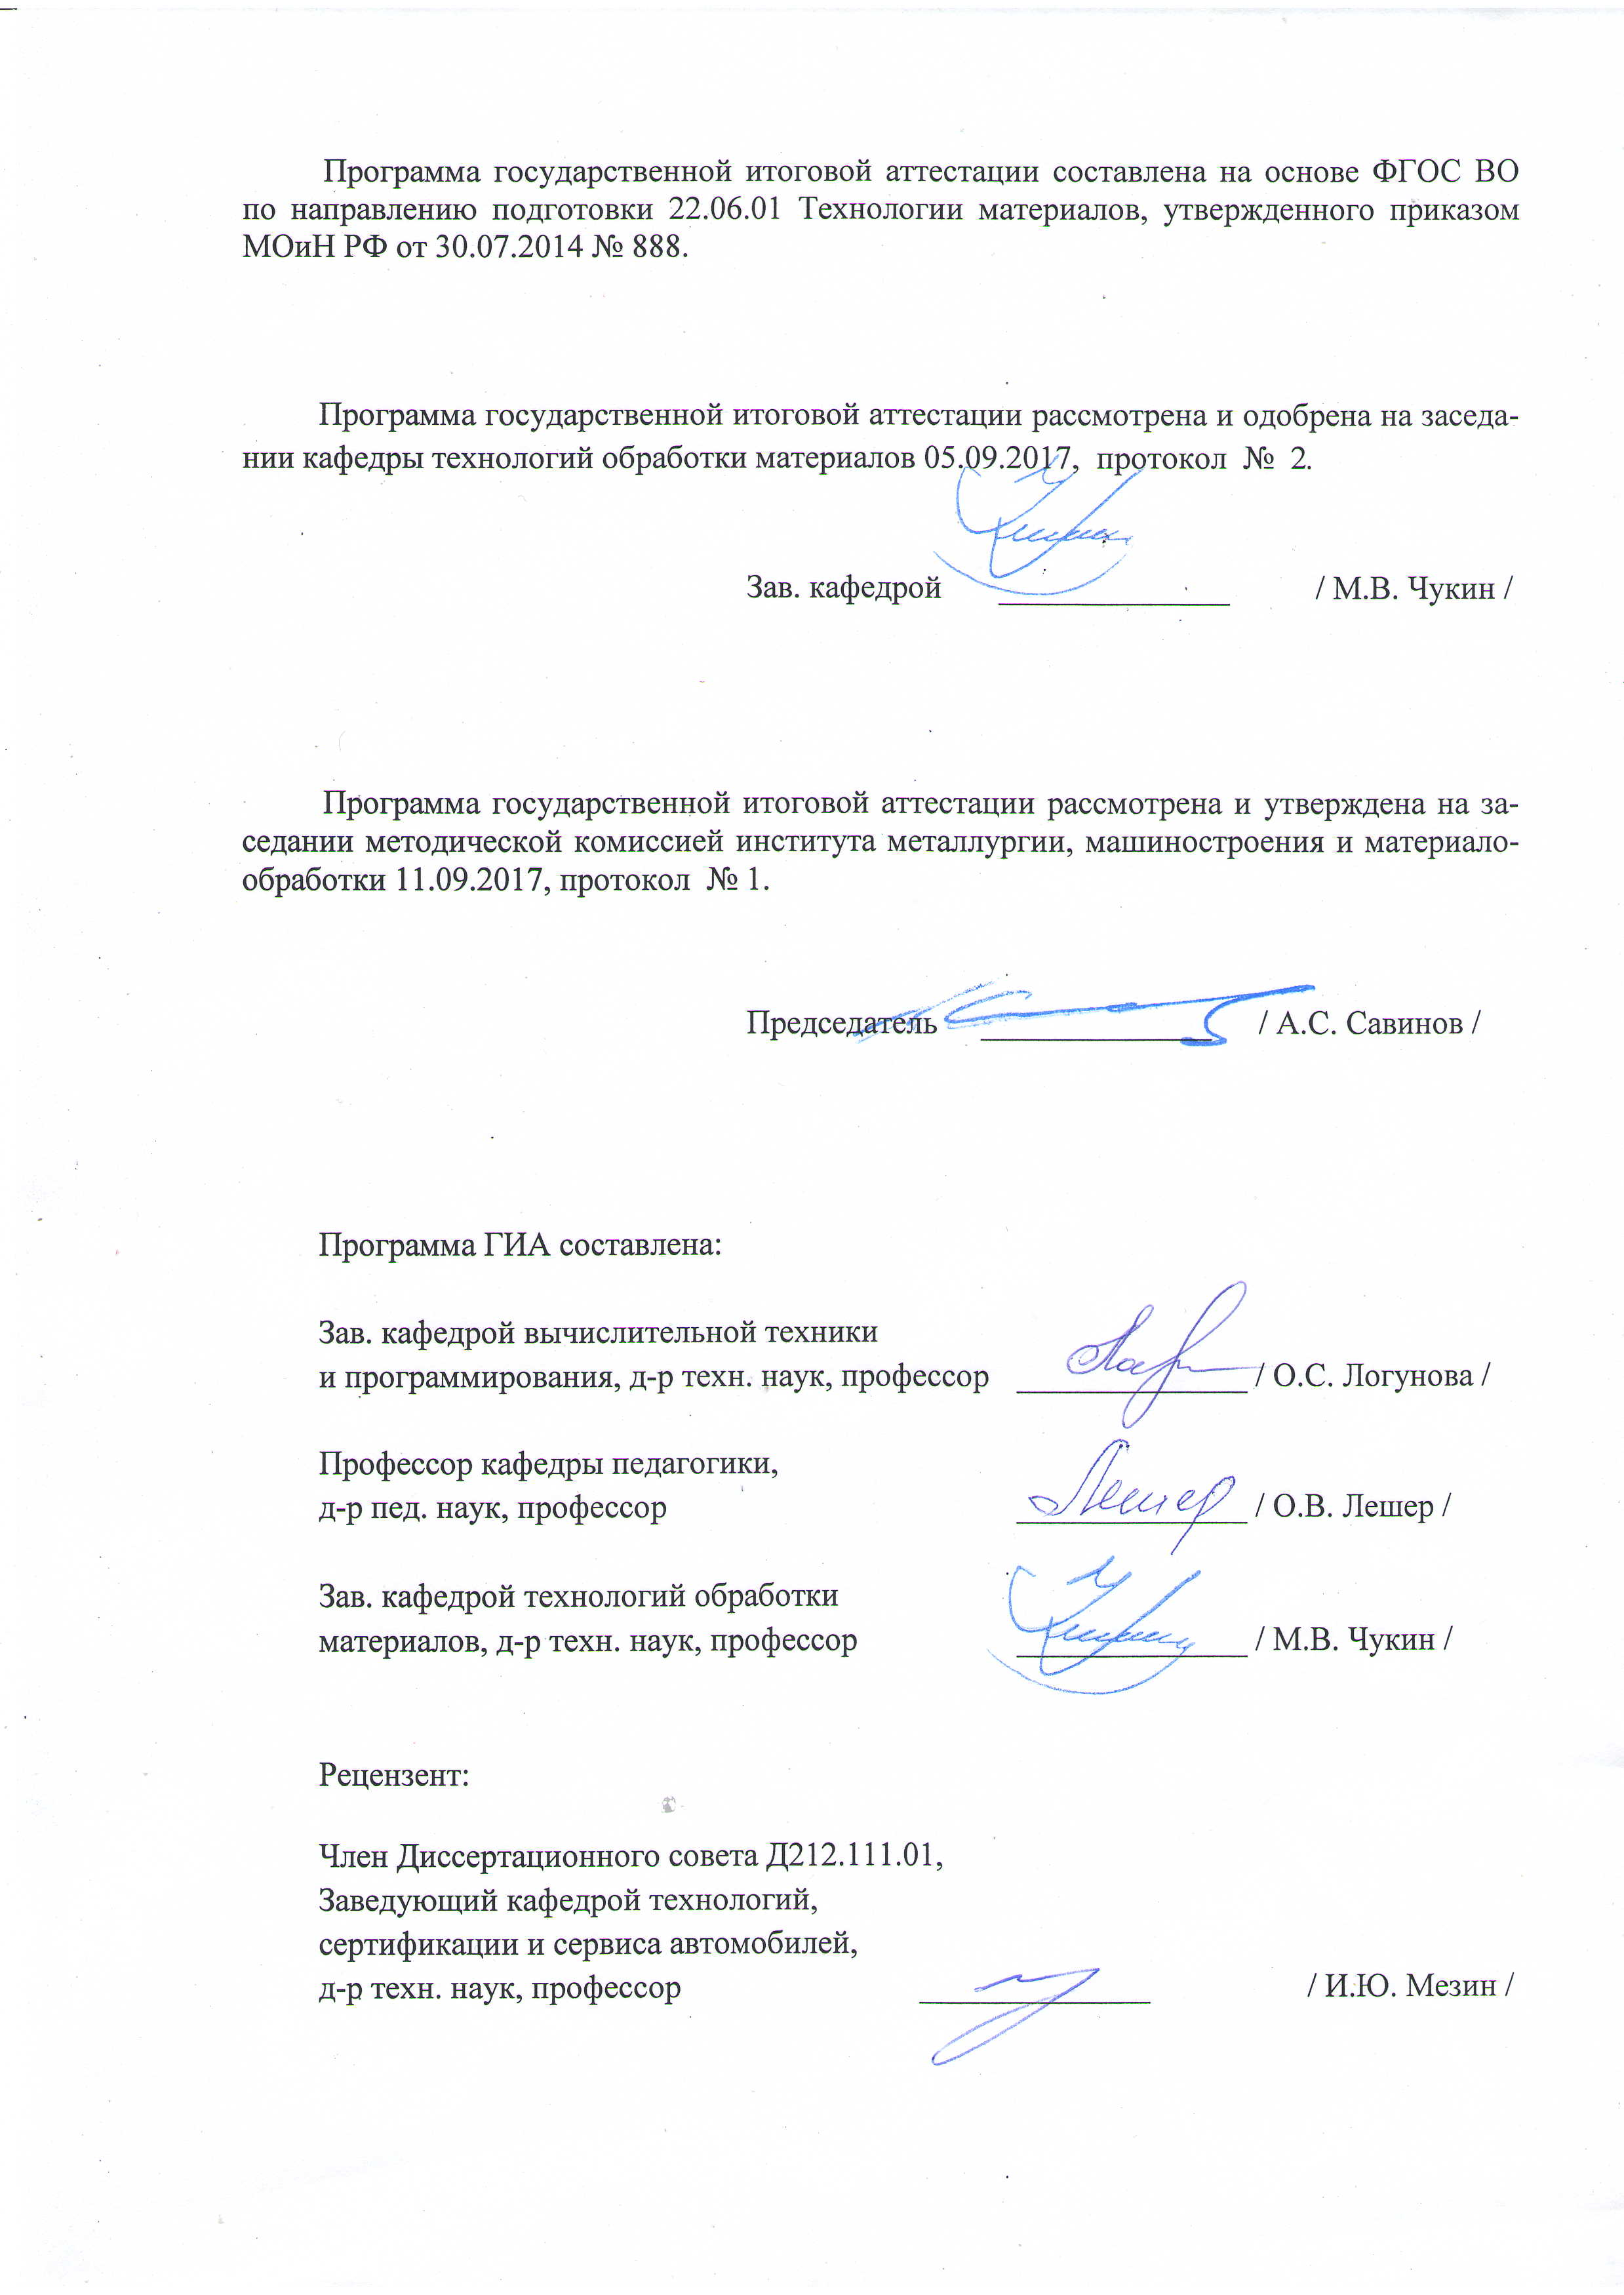 Программа государственной итоговой аттестации составлена на основе ФГОС ВО
по направлению подготовки 22.06.01 Технологии материалов, утвержденного приказом
МОиН РФ от 30.07.2014 № 888.
Программа государственной итоговой аттестации рассмотрена и одобрена на заседа-
нии кафедры технологий обработки материалов 05.09.2017, протокол № 2.
Зав. кафедрой ______________ / М.В. Чукин /
Программа государственной итоговой аттестации рассмотрена и утверждена на за-
седании методической комиссией института металлургии, машиностроения и материало-
обработки 11.09.2017, протокол № 1.
Председатель ______________ / А.С. Савинов /
Программа ГИА составлена:
Зав. кафедрой вычислительной техники
и программирования, д-р техн. наук, профессор ______________ / О.С. Логунова /
Профессор кафедры педагогики,
д-р пед. наук, профессор ______________ / О.В. Лешер /
Зав. кафедрой технологий обработки
материалов, д-р техн. наук, профессор ______________ / М.В. Чукин /
Рецензент:
Член Диссертационного совета Д212.111.01,
Заведующий кафедрой технологий,
сертификации и сервиса автомобилей,
д-р техн. наук, профессор ______________ / И.Ю. Мезин /